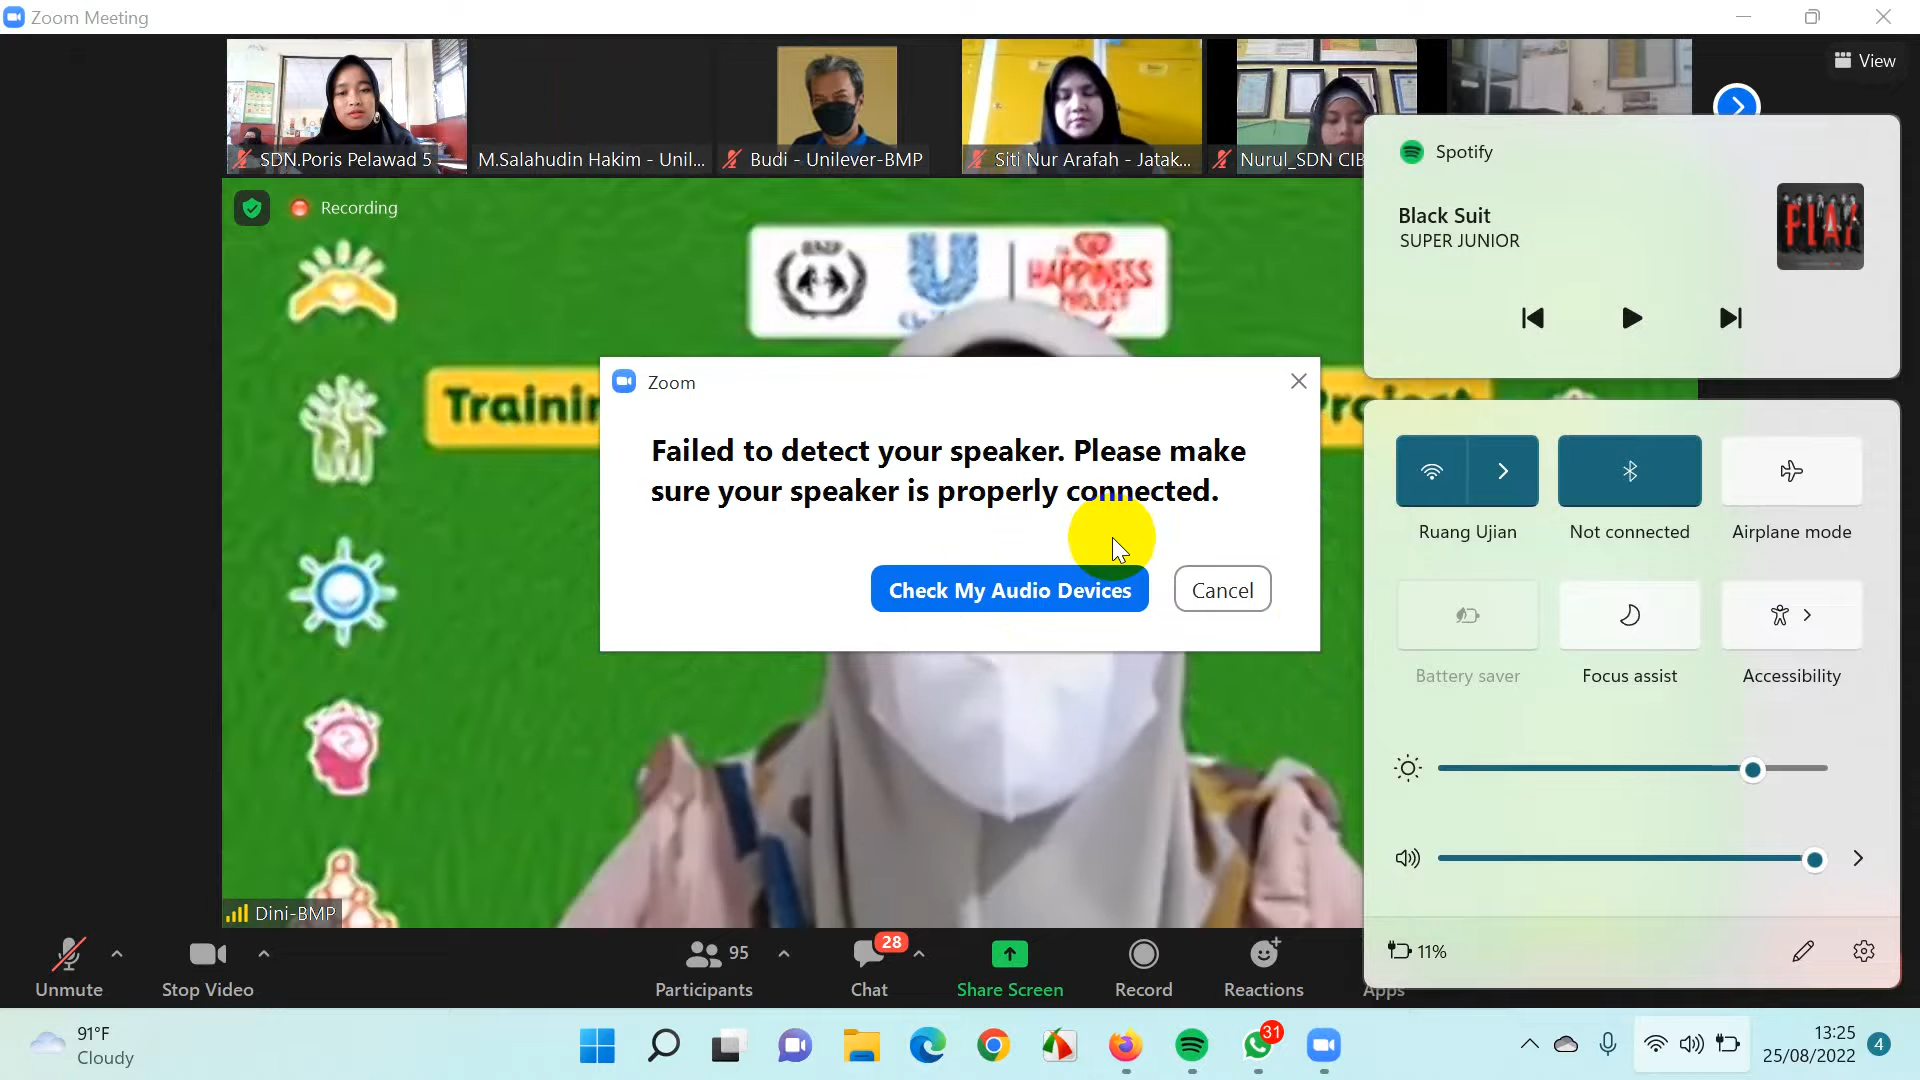 Zoom Meeting
View
SDN.Poris Pelawad 5
M.Salahudin Hakim - Unil...
Budi - Unilever-BMP
Siti Nur Arafah - Jatak...
Nurul_SDN CIB
Recording
HAPPINESS
PROJECT
Spotify
Black Suit
SUPER JUNIOR
PLAY
Zoom
Failed to detect your speaker. Please make
sure your speaker is properly connected.
Check My Audio Devices
Cancel
Ruang Ujian
Not connected
Airplane mode
Battery saver
Focus assist
Accessibility
11%
Dini-BMP
Unmute
Stop Video
95
Participants
28
Chat
Share Screen
Record
Reactions
Apps
91°F
Cloudy
31
13:25
25/08/2022
4